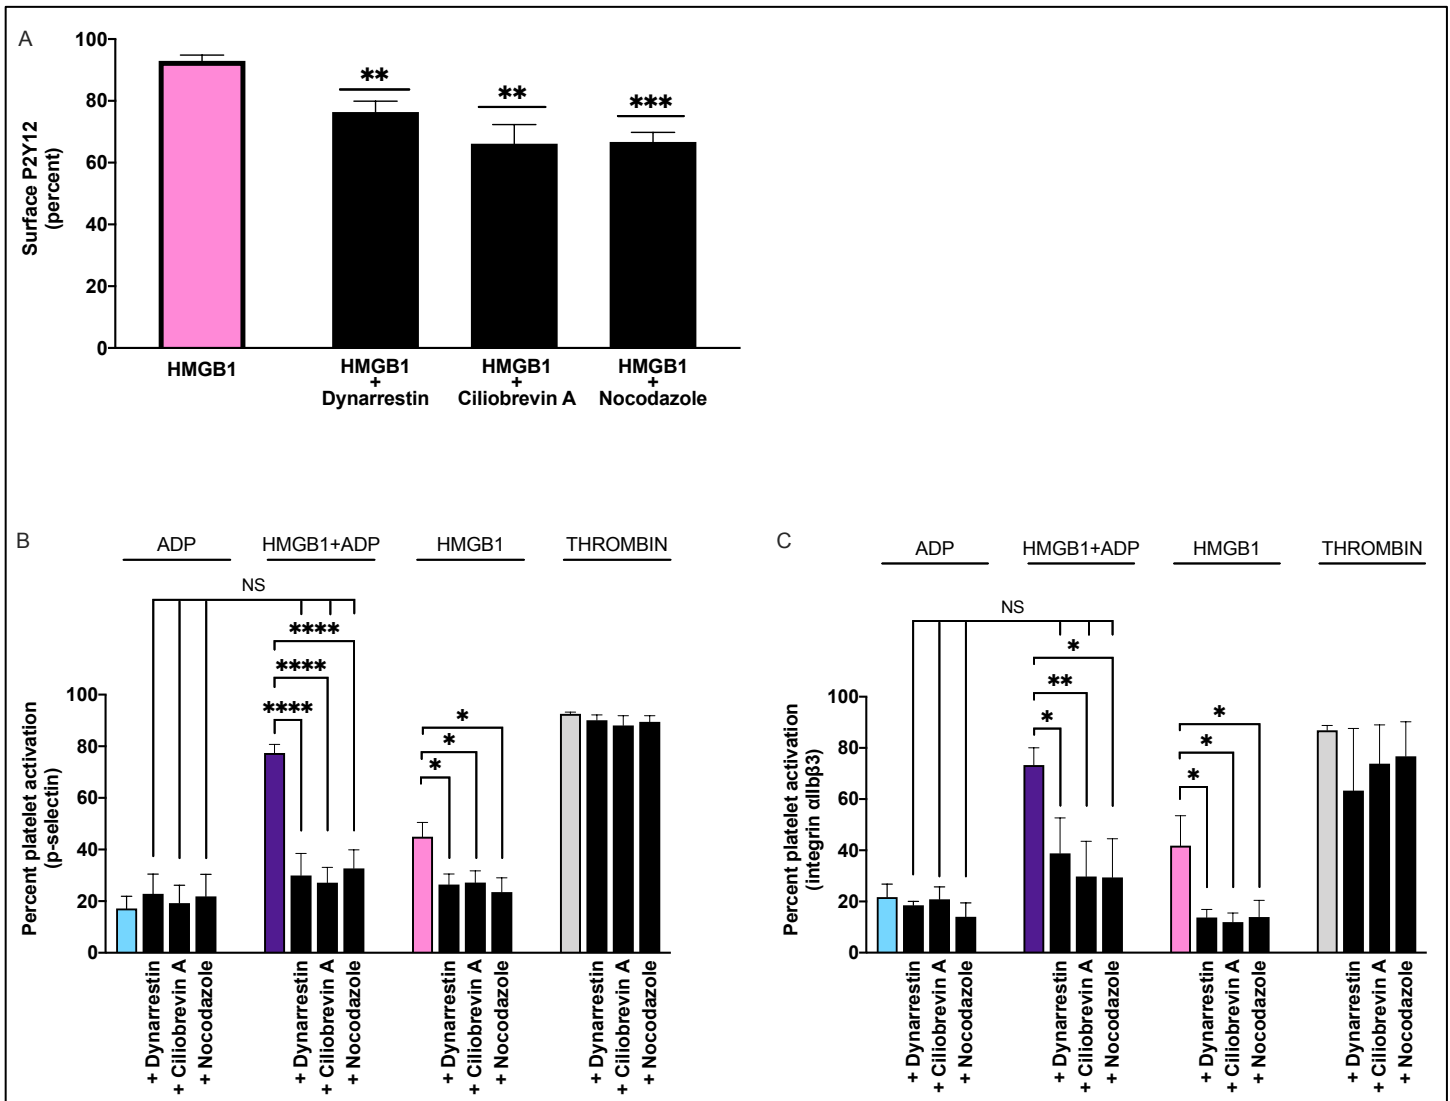 A
100
80
60
40
20
0
Surface P2Y12
(percent)
**
**
***
HMGB1
HMGB1
+
Dynarrestin
HMGB1
+
Ciliobrevin A
HMGB1
+
Nocodazole
B
ADP
HMGB1+ADP
HMGB1
THROMBIN
NS
****
****
****
*
*
*
100
80
60
40
20
0
Percent platelet activation
(p-selectin)
+ Dynarrestin
+ Ciliobrevin A
+ Nocodazole
+ Dynarrestin
+ Ciliobrevin A
+ Nocodazole
+ Dynarrestin
+ Ciliobrevin A
+ Nocodazole
+ Dynarrestin
+ Ciliobrevin A
+ Nocodazole
C
ADP
HMGB1+ADP
HMGB1
THROMBIN
NS
*
**
*
*
*
*
100
80
60
40
20
0
Percent platelet activation
(integrin αIIbβ3)
+ Dynarrestin
+ Ciliobrevin A
+ Nocodazole
+ Dynarrestin
+ Ciliobrevin A
+ Nocodazole
+ Dynarrestin
+ Ciliobrevin A
+ Nocodazole
+ Dynarrestin
+ Ciliobrevin A
+ Nocodazole